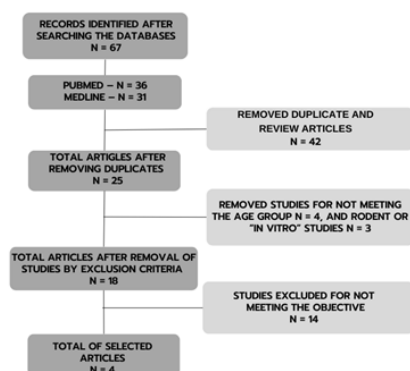 RECORDS IDENTIFIED AFTER
SEARCHING THE DATABASES
N = 67
PUBMED – N = 36
MEDLINE – N = 31
REMOVED DUPLICATE AND
REVIEW ARTICLES
N = 42
TOTAL ARTIGLES AFTER
REMOVING DUPLICATES
N = 25
REMOVED STUDIES FOR NOT MEETING
THE AGE GROUP N = 4, AND RODENT OR
"IN VITRO" STUDIES N = 3
TOTAL ARTICLES AFTER REMOVAL OF
STUDIES BY EXCLUSION CRITERIA
N = 18
STUDIES EXCLUDED FOR NOT
MEETING THE OBJECTIVE
N = 14
TOTAL OF SELECTED
ARTICLES
N = 4